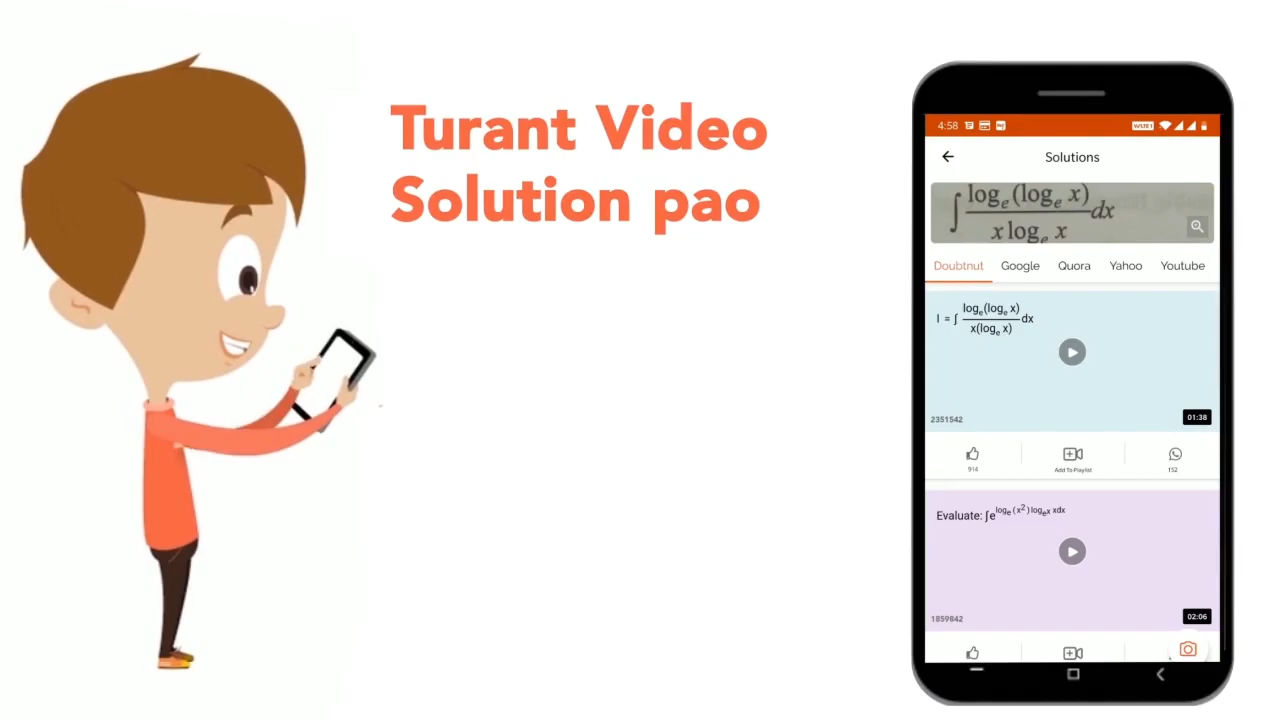 Turant Video
Solution pao
4:58
Solutions
∫ logₑ(logₑ x) / x logₑ x dx
Doubtnut Google Quora Yahoo Youtube
I = ∫ logₑ(logₑ x) / x(logₑ x) dx
2351542 01:38
914 Add To Playlist 152
Evaluate: ∫e^logₑ(x²)logₑx xdx
1859842 02:06